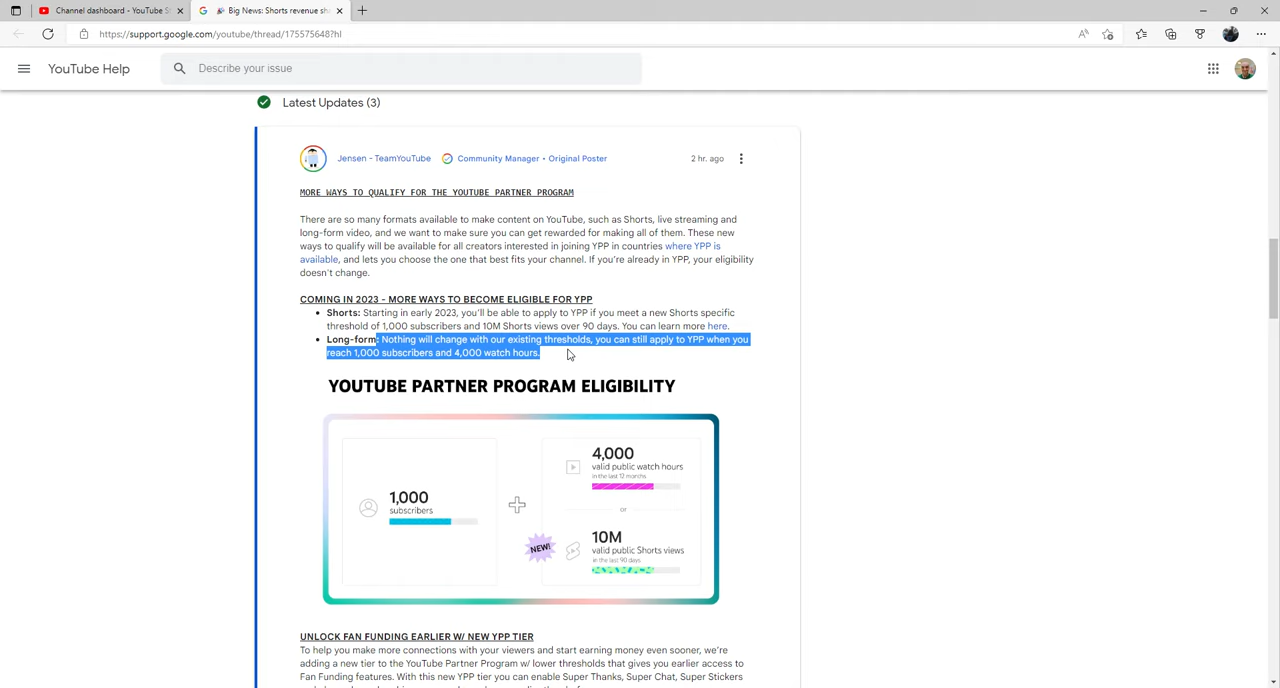 Channel dashboard - YouTube St
Big News: Shorts revenue sha
https://support.google.com/youtube/thread/175575648?hl
YouTube Help
Describe your issue
Latest Updates (3)
Jensen - TeamYouTube
Community Manager • Original Poster
2 hr. ago
MORE WAYS TO QUALIFY FOR THE YOUTUBE PARTNER PROGRAM
There are so many formats available to make content on YouTube, such as Shorts, live streaming and
long-form video, and we want to make sure you can get rewarded for making all of them. These new
ways to qualify will be available for all creators interested in joining YPP in countries where YPP is
available, and lets you choose the one that best fits your channel. If you're already in YPP, your eligibility
doesn't change.
COMING IN 2023 - MORE WAYS TO BECOME ELIGIBLE FOR YPP
• Shorts: Starting in early 2023, you'll be able to apply to YPP if you meet a new Shorts specific
threshold of 1,000 subscribers and 10M Shorts views over 90 days. You can learn more here.
• Long-form: Nothing will change with our existing thresholds, you can still apply to YPP when you
reach 1,000 subscribers and 4,000 watch hours.
YOUTUBE PARTNER PROGRAM ELIGIBILITY
1,000
subscribers
4,000
valid public watch hours
in the last 12 months
or
NEW!
10M
valid public Shorts views
in the last 90 days
UNLOCK FAN FUNDING EARLIER W/ NEW YPP TIER
To help you make more connections with your viewers and start earning money even sooner, we're
adding a new tier to the YouTube Partner Program w/ lower thresholds that gives you earlier access to
Fan Funding features. With this new YPP tier you can enable Super Thanks, Super Chat, Super Stickers